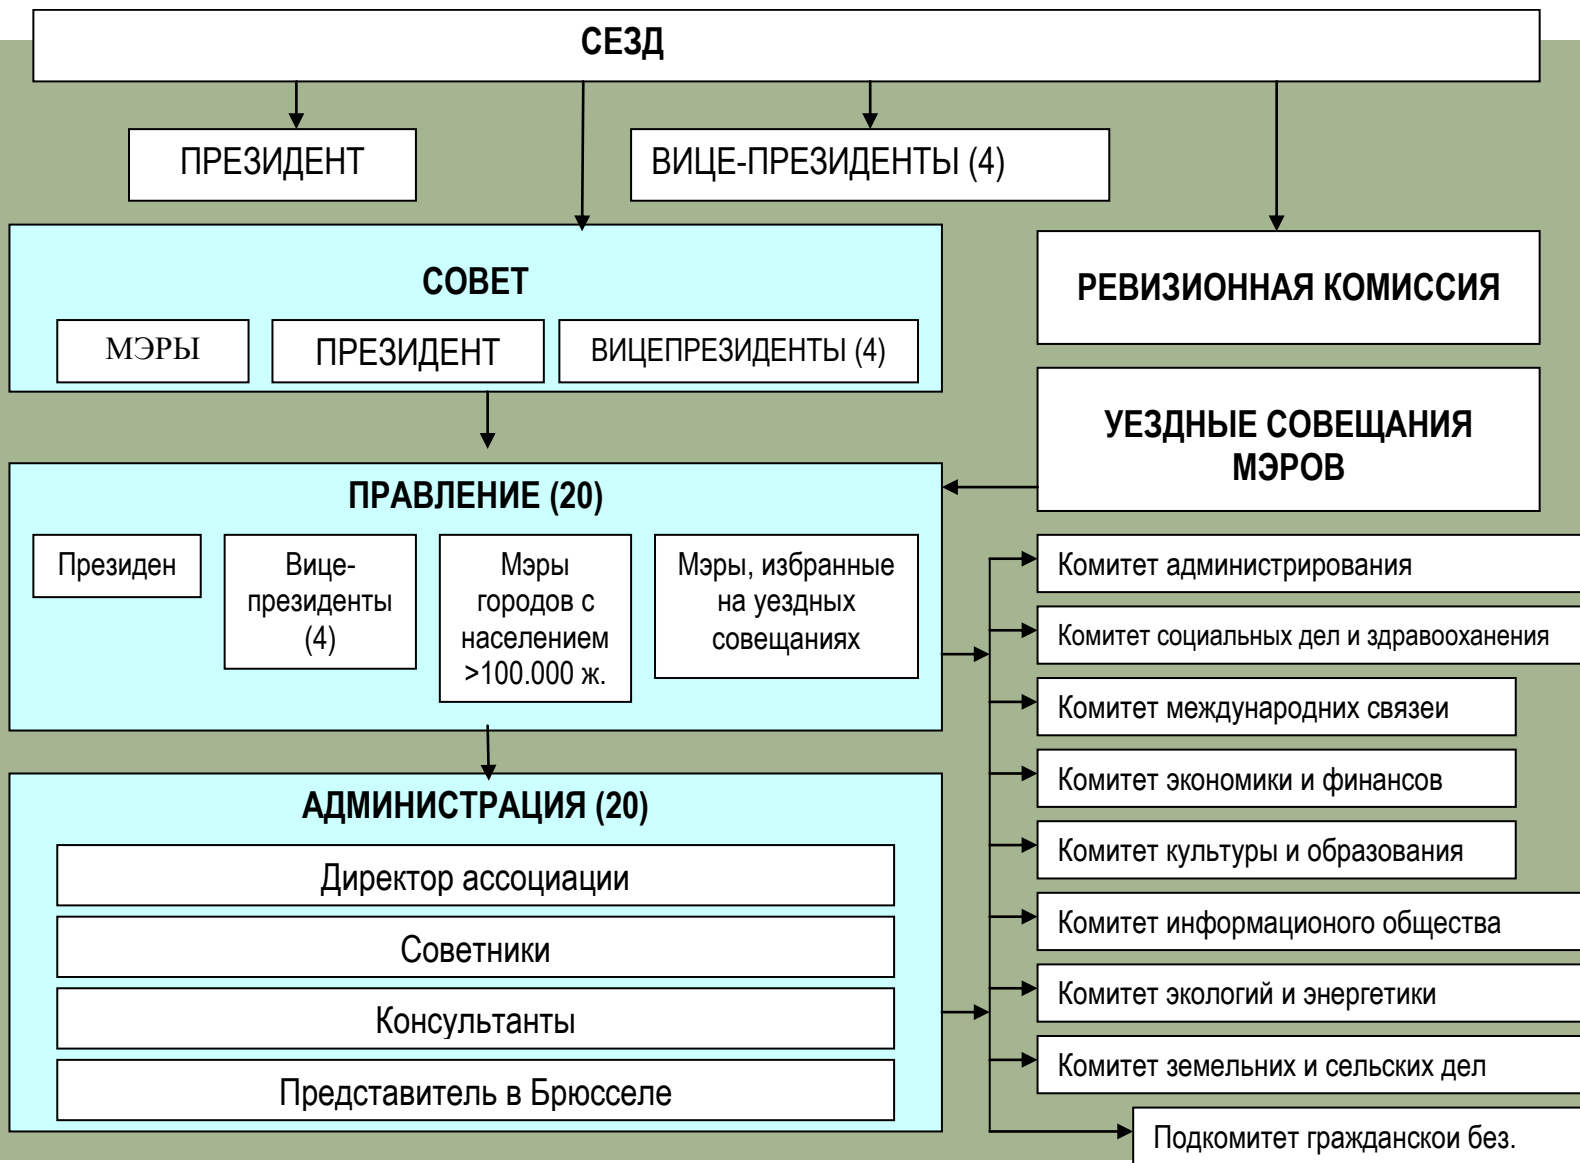 СЕЗД
ПРЕЗИДЕНТ
ВИЦЕ-ПРЕЗИДЕНТЫ (4)
СОВЕТ
МЭРЫ
ПРЕЗИДЕНТ
ВИЦЕПРЕЗИДЕНТЫ (4)
РЕВИЗИОННАЯ КОМИССИЯ
УЕЗДНЫЕ СОВЕЩАНИЯ
МЭРОВ
ПРАВЛЕНИЕ (20)
Президен
Вице-
президенты
(4)
Мэры
городов с
населением
>100.000 ж.
Мэры, избранные
на уездных
совещаниях
АДМИНИСТРАЦИЯ (20)
Директор ассоциации
Советники
Консультанты
Представитель в Брюсселе
Комитет администрирования
Комитет социальных дел и здравооханения
Комитет международних связеи
Комитет экономики и финансов
Комитет культуры и образования
Комитет информационого общества
Комитет экологий и энергетики
Комитет земельних и сельских дел
Подкомитет гражданскои без.